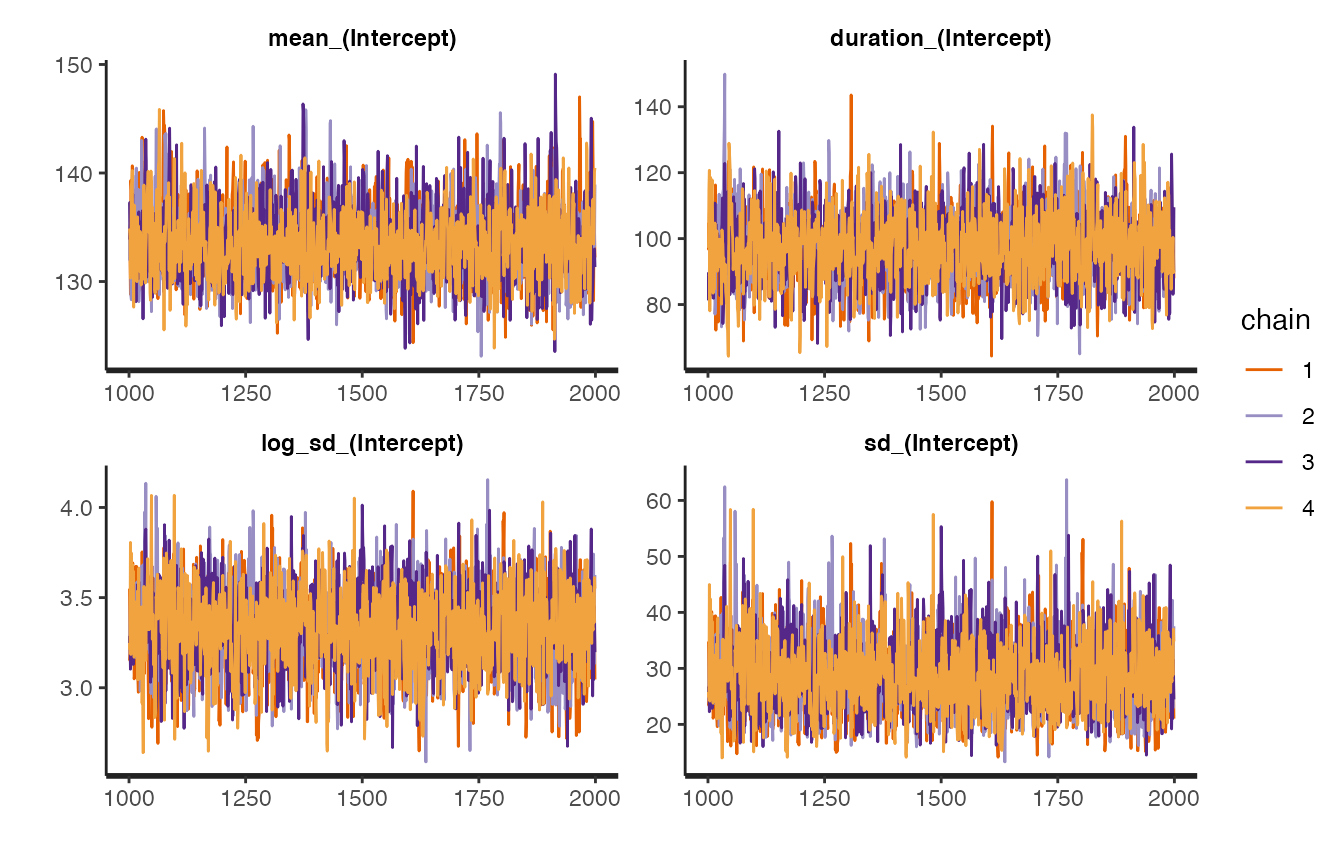 mean_(Intercept)
150
140
130
1000 1250 1500 1750 2000
duration_(Intercept)
140
120
100
80
1000 1250 1500 1750 2000
log_sd_(Intercept)
4.0
3.5
3.0
1000 1250 1500 1750 2000
sd_(Intercept)
60
50
40
30
20
1000 1250 1500 1750 2000
chain
1
2
3
4